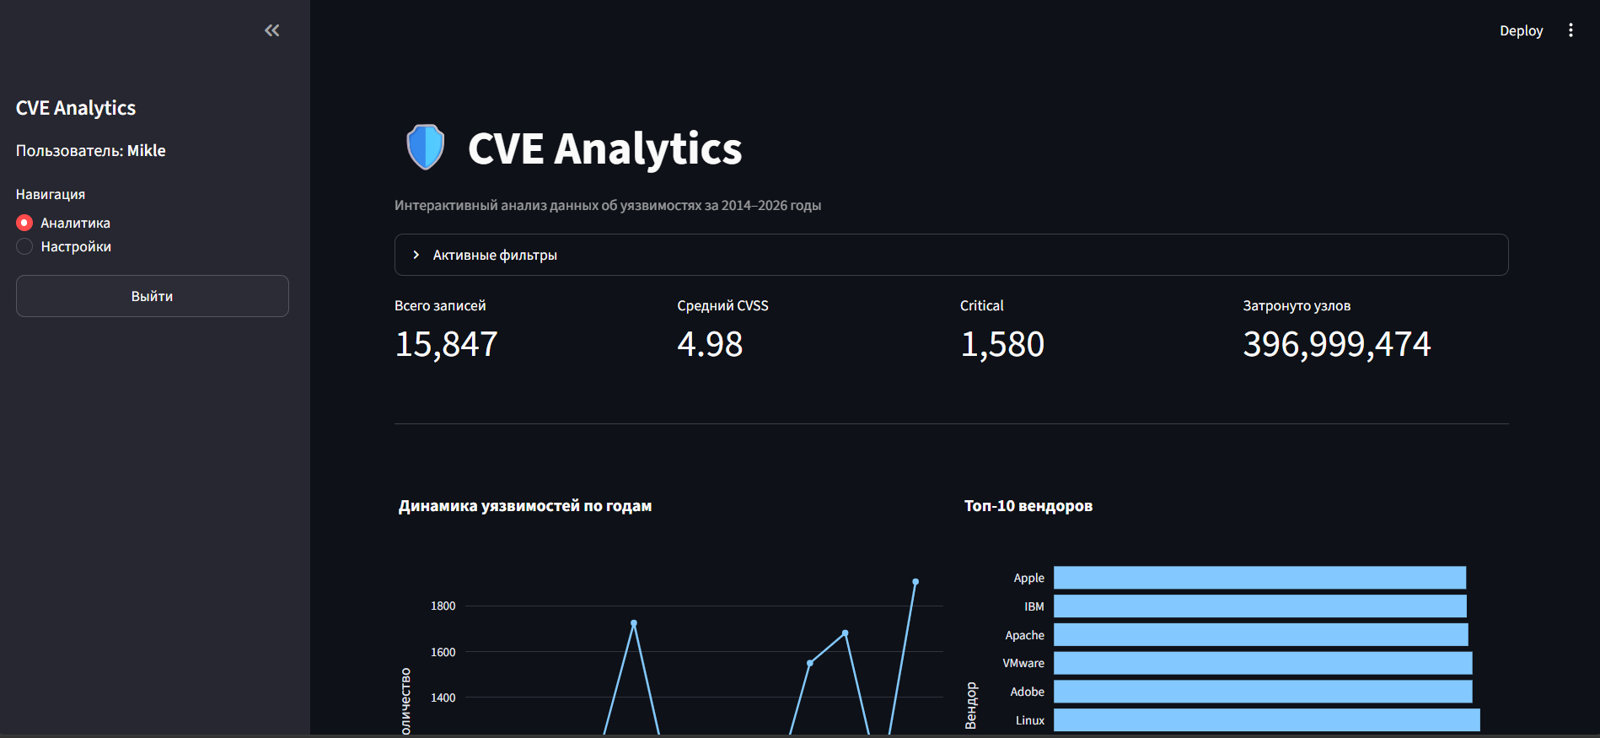 Deploy
CVE Analytics
Пользователь: Mikle
Навигация
Аналитика
Настройки
Выйти
CVE Analytics
Интерактивный анализ данных об уязвимостях за 2014–2026 годы
Активные фильтры
Всего записей
15,847
Средний CVSS
4.98
Critical
1,580
Затронуто узлов
396,999,474
Динамика уязвимостей по годам
1800
1600
1400
Топ-10 вендоров
Apple
IBM
Apache
VMware
Adobe
Linux
Вендор